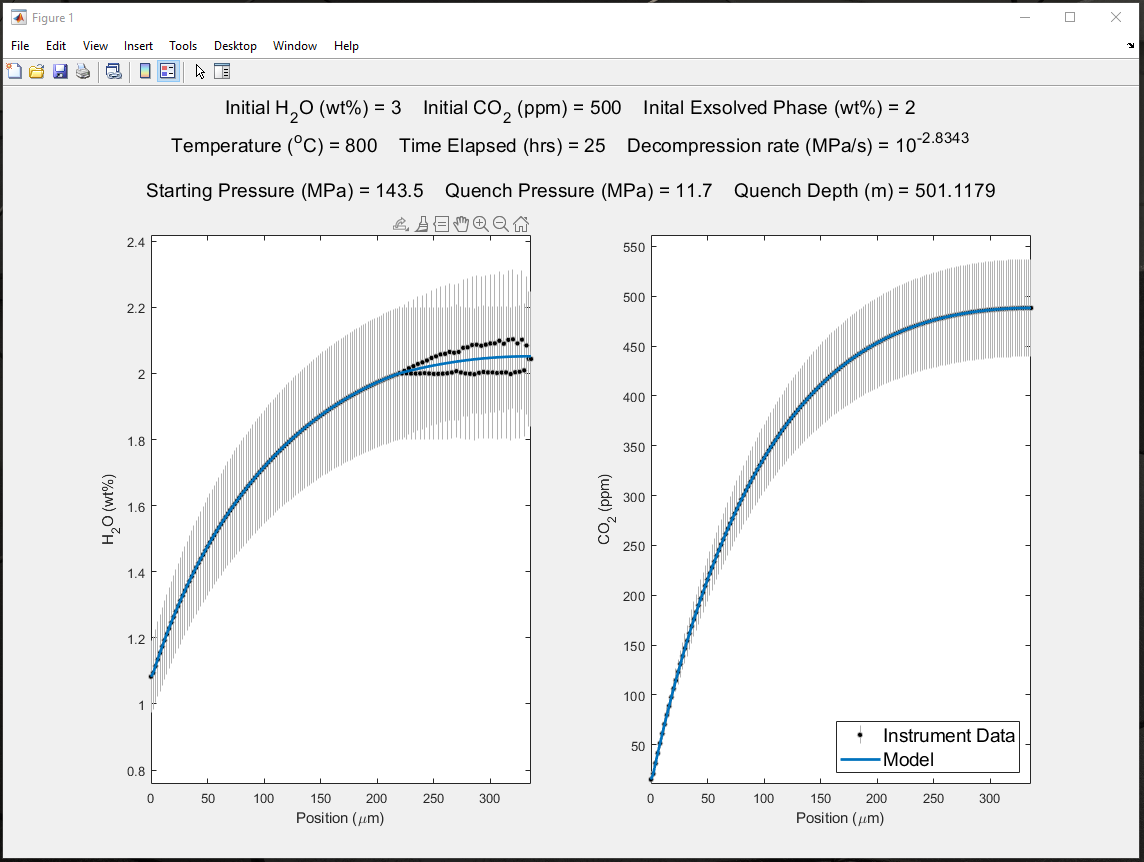 Figure 1
File Edit View Insert Tools Desktop Window Help
Initial H2O (wt%) = 3 Initial CO2 (ppm) = 500 Inital Exsolved Phase (wt%) = 2
Temperature (oC) = 800 Time Elapsed (hrs) = 25 Decompression rate (MPa/s) = 10-2.8343
Starting Pressure (MPa) = 143.5 Quench Pressure (MPa) = 11.7 Quench Depth (m) = 501.1179
2.4
2.2
2
1.8
1.6
1.4
1.2
1
0.8
H2O (wt%)
0 50 100 150 200 250 300
Position (μm)
550
500
450
400
350
300
250
200
150
100
50
CO2 (ppm)
Instrument Data
Model
0 50 100 150 200 250 300
Position (μm)